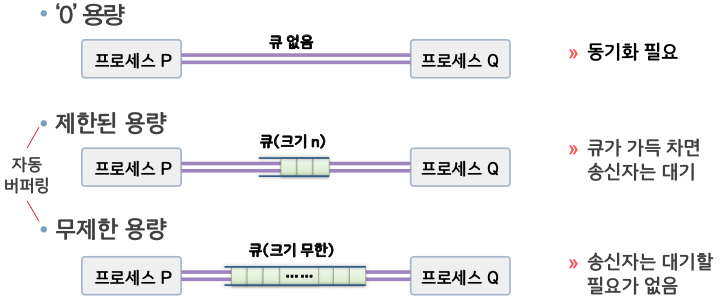 • '0' 용량
큐 없음
프로세스 P
프로세스 Q
» 동기화 필요
• 제한된 용량
큐(크기 n)
프로세스 P
프로세스 Q
» 큐가 가득 차면
송신자는 대기
자동
버퍼링
• 무제한 용량
큐(크기 무한)
프로세스 P
······
프로세스 Q
» 송신자는 대기할
필요가 없음